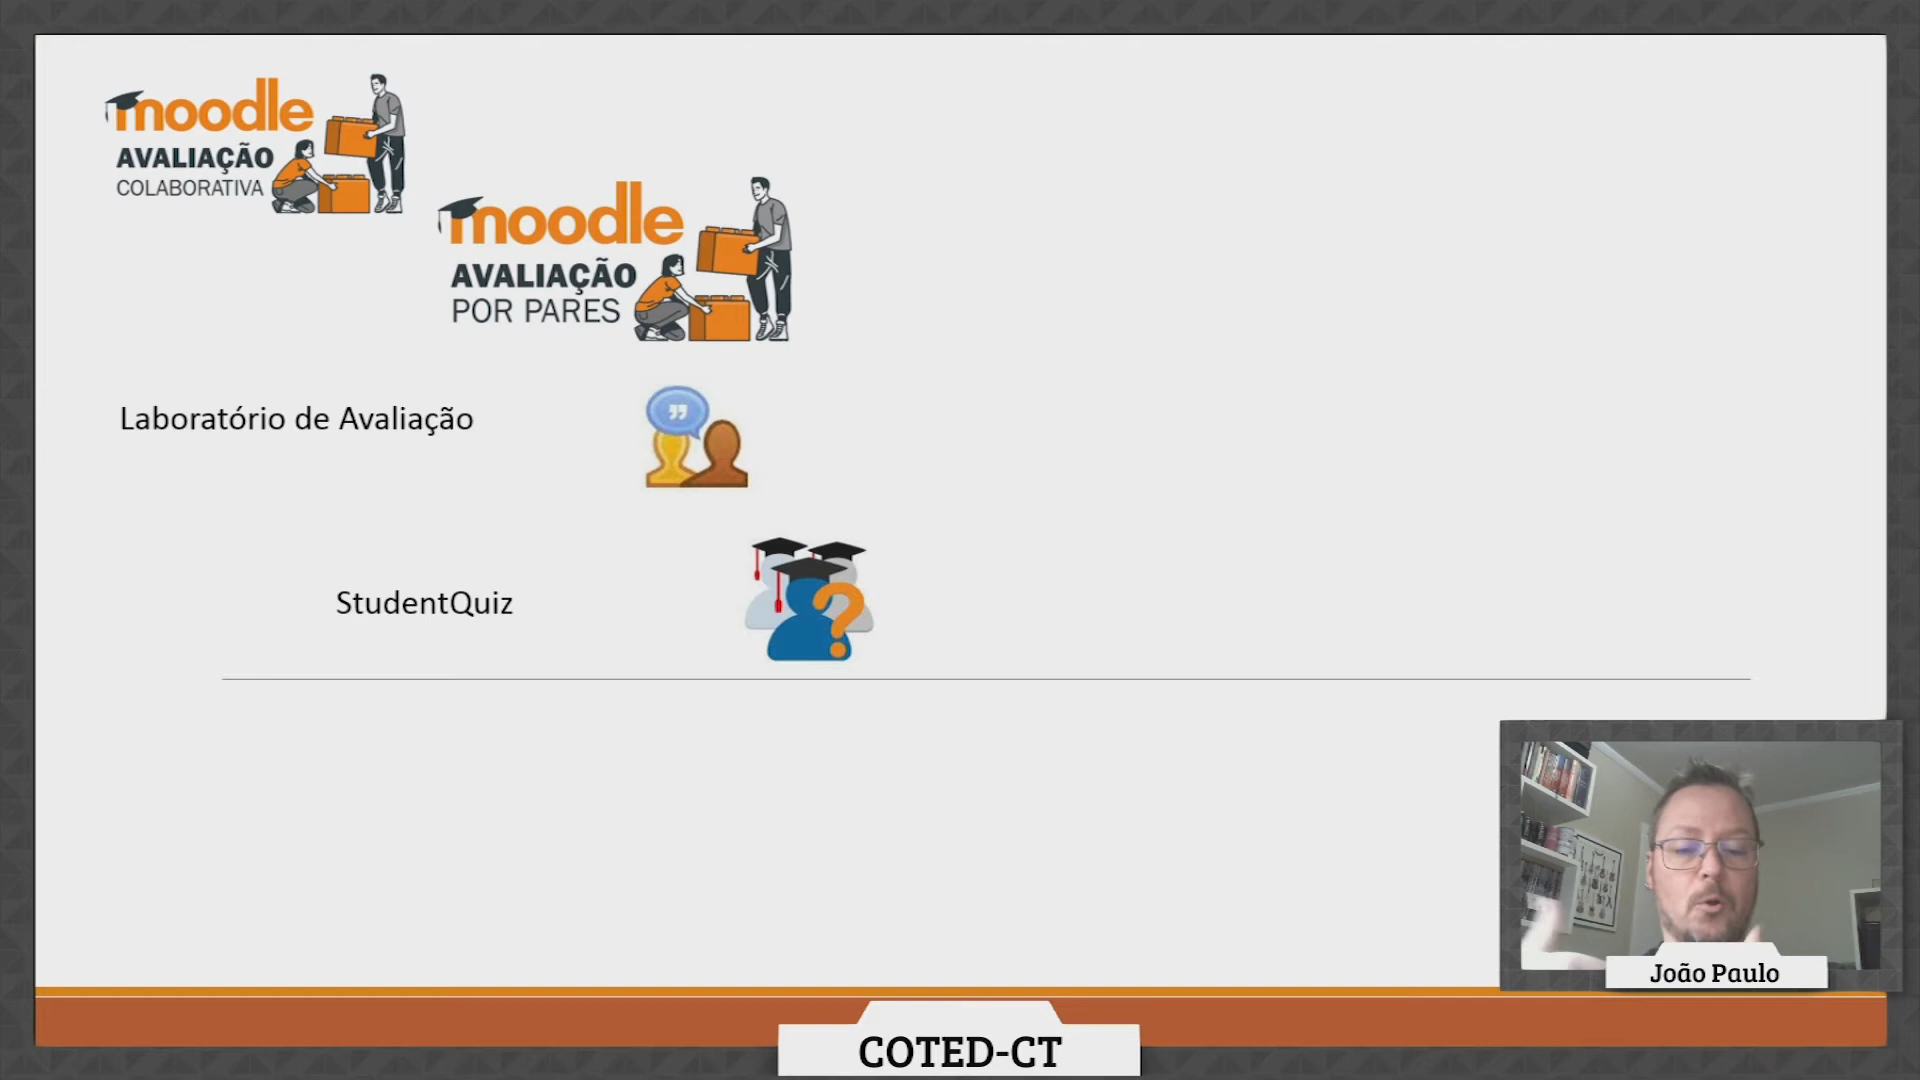 moodle
AVALIAÇÃO
COLABORATIVA
moodle
AVALIAÇÃO
POR PARES
Laboratório de Avaliação
StudentQuiz
João Paulo
COTED-CT